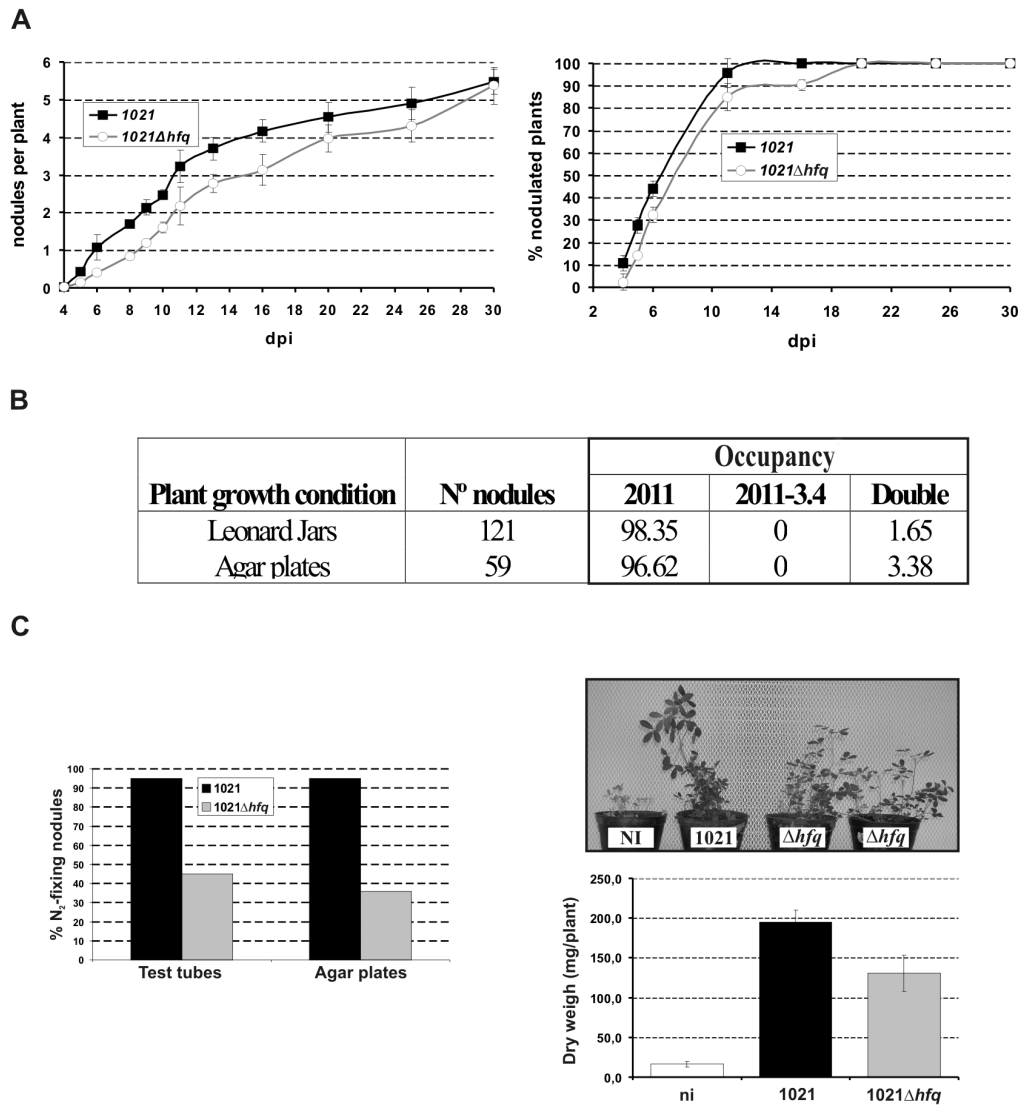 A
nodules per plant
6
5
4
3
2
1
0
1021
1021Δhfq
4 6 8 10 12 14 16 18 20 22 24 26 28 30
dpi
% nodulated plants
100
90
80
70
60
50
40
30
20
10
0
1021
1021Δhfq
2 6 10 14 18 22 26 30
dpi
B
Occupancy
Plant growth condition Nº nodules 2011 2011-3.4 Double
Leonard Jars 121 98.35 0 1.65
Agar plates 59 96.62 0 3.38
C
% N₂-fixing nodules
100
90
80
70
60
50
40
30
20
10
0
1021
1021Δhfq
Test tubes Agar plates
NI 1021 Δhfq Δhfq
Dry weigh (mg/plant)
250,0
200,0
150,0
100,0
50,0
0,0
ni 1021 1021Δhfq